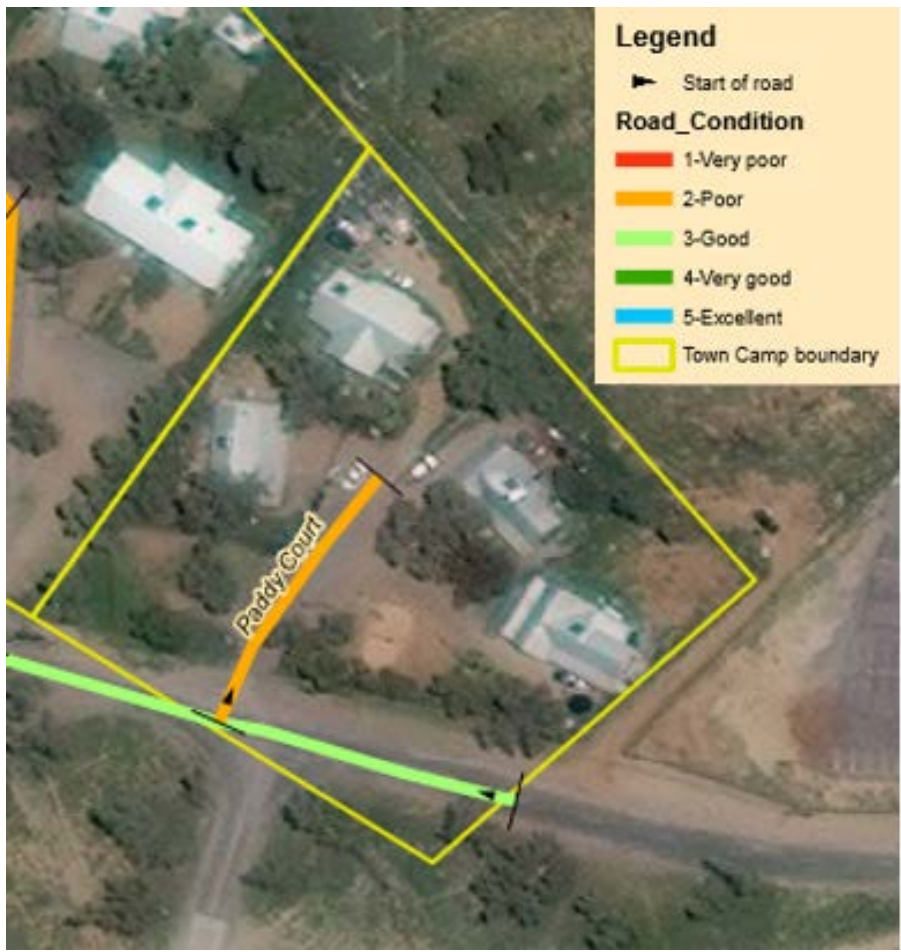 Legend
Start of road
Road_Condition
1-Very poor
2-Poor
3-Good
4-Very good
5-Excellent
Town Camp boundary
Paddy Court